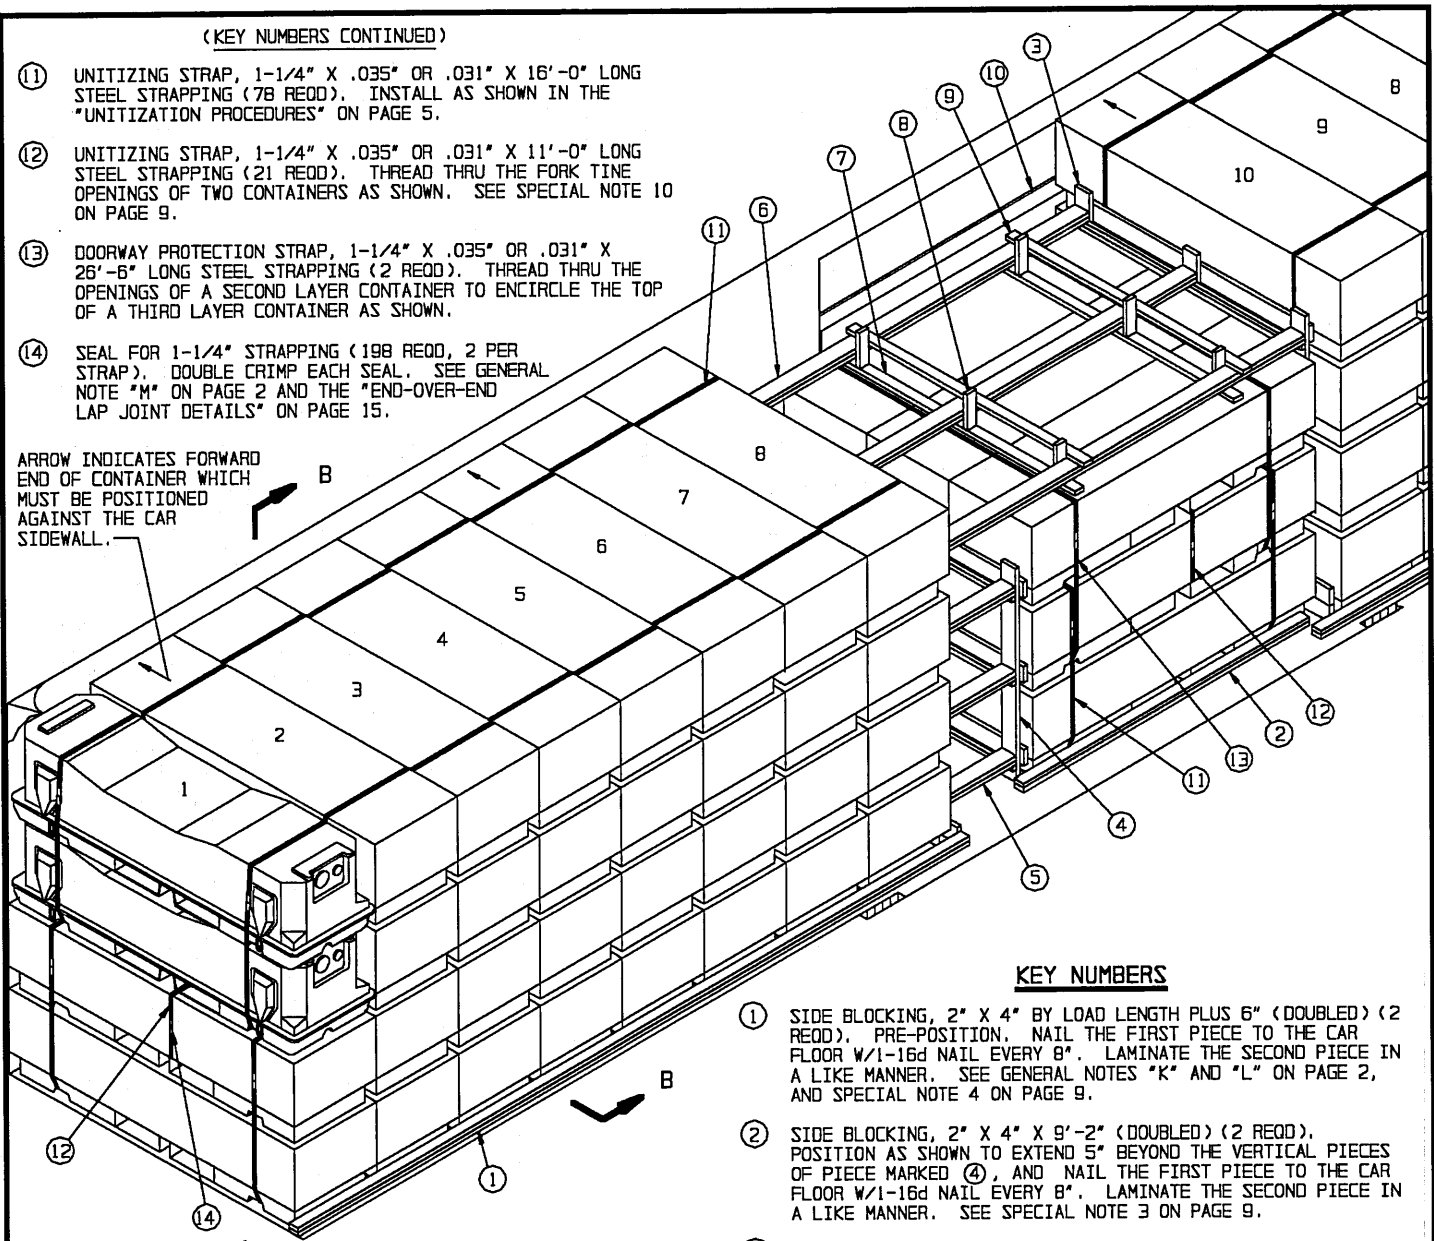 (KEY NUMBERS CONTINUED)
11 UNITIZING STRAP, 1-1/4" X .035" OR .031" X 16'-0" LONG
STEEL STRAPPING (78 REQD). INSTALL AS SHOWN IN THE
"UNITIZATION PROCEDURES" ON PAGE 5.
12 UNITIZING STRAP, 1-1/4" X .035" OR .031" X 11'-0" LONG
STEEL STRAPPING (21 REQD). THREAD THRU THE FORK TINE
OPENINGS OF TWO CONTAINERS AS SHOWN. SEE SPECIAL NOTE 10
ON PAGE 9.
13 DOORWAY PROTECTION STRAP, 1-1/4" X .035" OR .031" X
26'-6" LONG STEEL STRAPPING (2 REQD). THREAD THRU THE
OPENINGS OF A SECOND LAYER CONTAINER TO ENCIRCLE THE TOP
OF A THIRD LAYER CONTAINER AS SHOWN.
14 SEAL FOR 1-1/4" STRAPPING (198 REQD, 2 PER
STRAP). DOUBLE CRIMP EACH SEAL. SEE GENERAL
NOTE "M" ON PAGE 2 AND THE "END-OVER-END
LAP JOINT DETAILS" ON PAGE 15.
ARROW INDICATES FORWARD
END OF CONTAINER WHICH
MUST BE POSITIONED
AGAINST THE CAR
SIDEWALL.
B
3
10
9
8
7
6
11
8
9
10
8
7
6
5
4
3
2
1
12
2
13
11
4
5
B
12
14
1
KEY NUMBERS
1 SIDE BLOCKING, 2" X 4" BY LOAD LENGTH PLUS 6" (DOUBLED) (2
REQD). PRE-POSITION. NAIL THE FIRST PIECE TO THE CAR
FLOOR W/1-16d NAIL EVERY 8". LAMINATE THE SECOND PIECE IN
A LIKE MANNER. SEE GENERAL NOTES "K" AND "L" ON PAGE 2,
AND SPECIAL NOTE 4 ON PAGE 9.
2 SIDE BLOCKING, 2" X 4" X 9'-2" (DOUBLED) (2 REQD).
POSITION AS SHOWN TO EXTEND 5" BEYOND THE VERTICAL PIECES
OF PIECE MARKED 4, AND NAIL THE FIRST PIECE TO THE CAR
FLOOR W/1-16d NAIL EVERY 8". LAMINATE THE SECOND PIECE IN
A LIKE MANNER. SEE SPECIAL NOTE 3 ON PAGE 9.